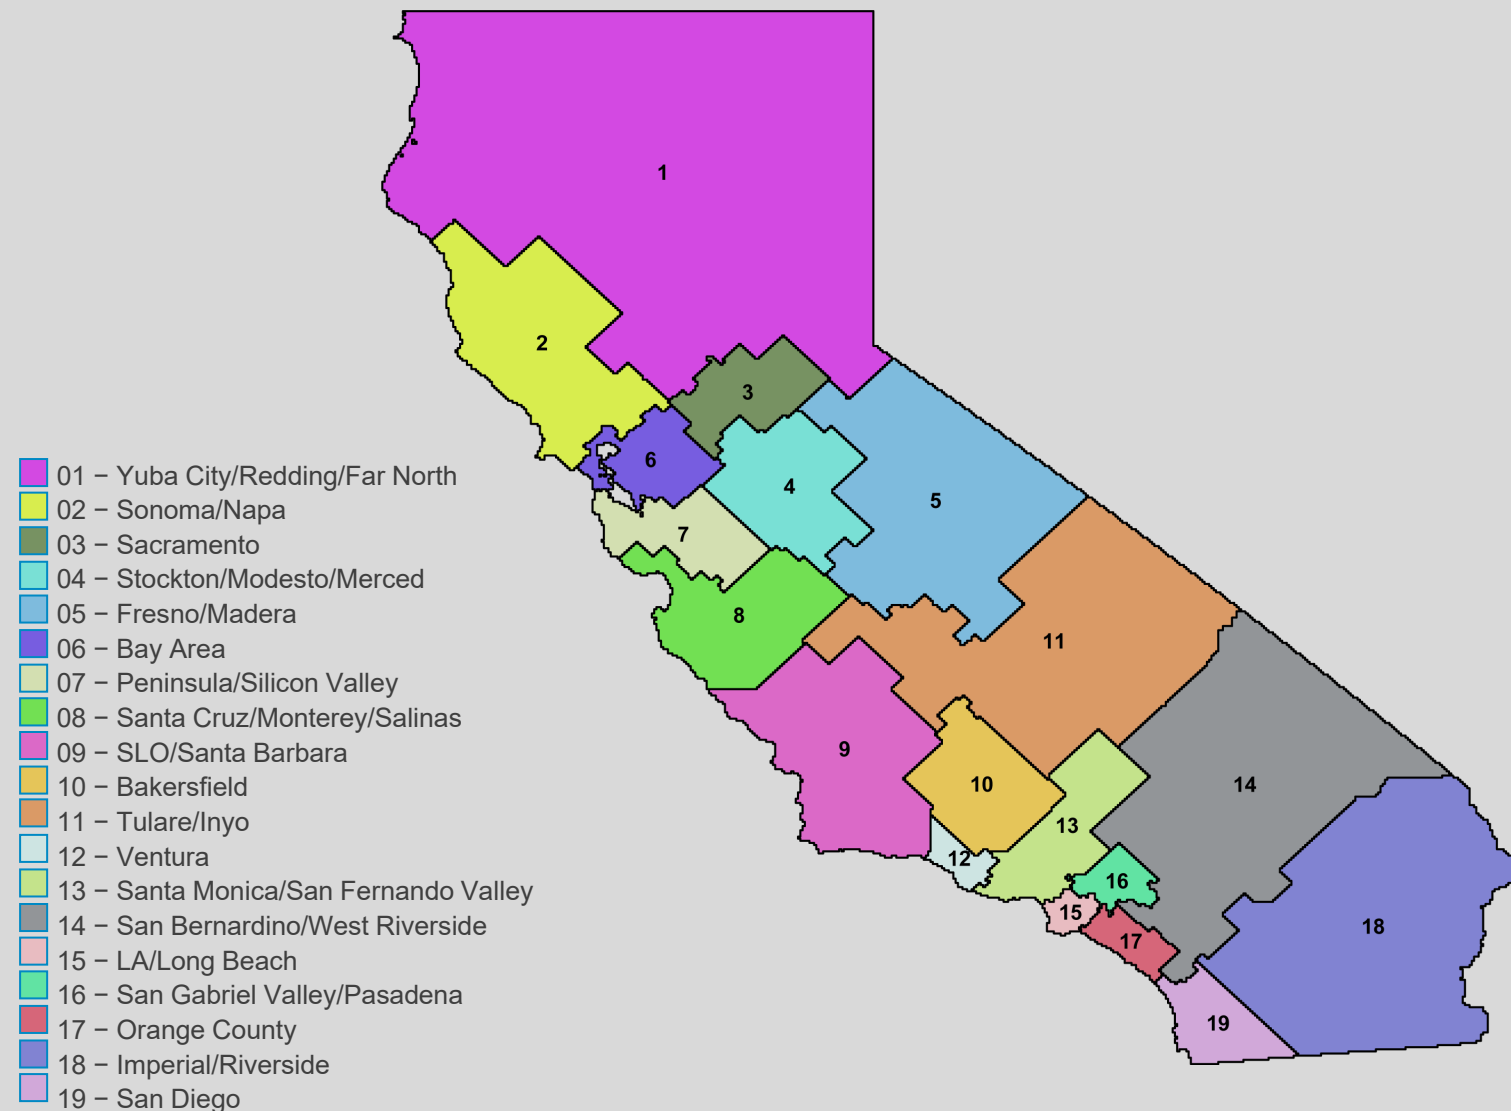 1
2
3
4
5
6
7
8
9
10
11
12
13
14
15
16
17
18
19
01 − Yuba City/Redding/Far North
02 − Sonoma/Napa
03 − Sacramento
04 − Stockton/Modesto/Merced
05 − Fresno/Madera
06 − Bay Area
07 − Peninsula/Silicon Valley
08 − Santa Cruz/Monterey/Salinas
09 − SLO/Santa Barbara
10 − Bakersfield
11 − Tulare/Inyo
12 − Ventura
13 − Santa Monica/San Fernando Valley
14 − San Bernardino/West Riverside
15 − LA/Long Beach
16 − San Gabriel Valley/Pasadena
17 − Orange County
18 − Imperial/Riverside
19 − San Diego